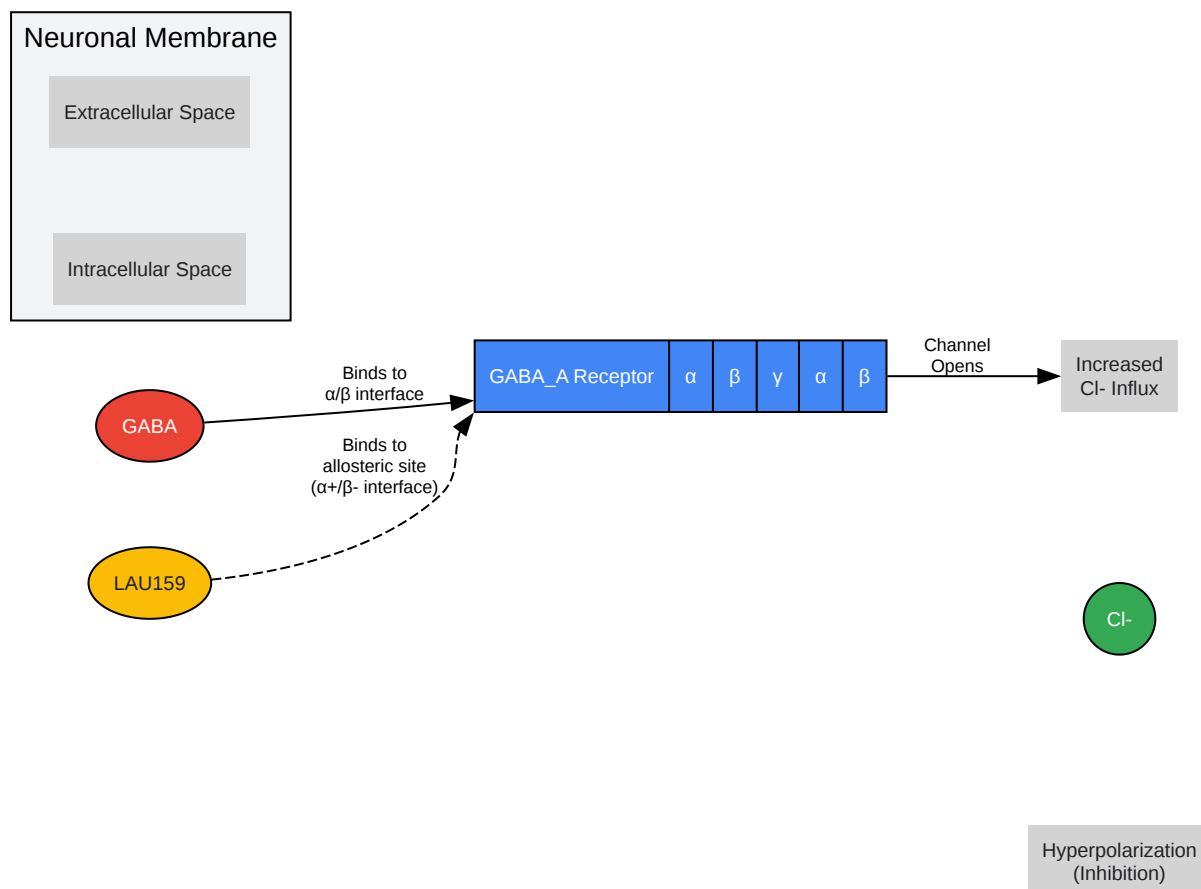 Neuronal Membrane
Extracellular Space
Intracellular Space
GABA
Binds to
α/β interface
LAU159
Binds to
allosteric site
(α+/β- interface)
GABA_A Receptor α β γ α β
Channel
Opens
Increased
Cl- Influx
Cl-
Hyperpolarization
(Inhibition)